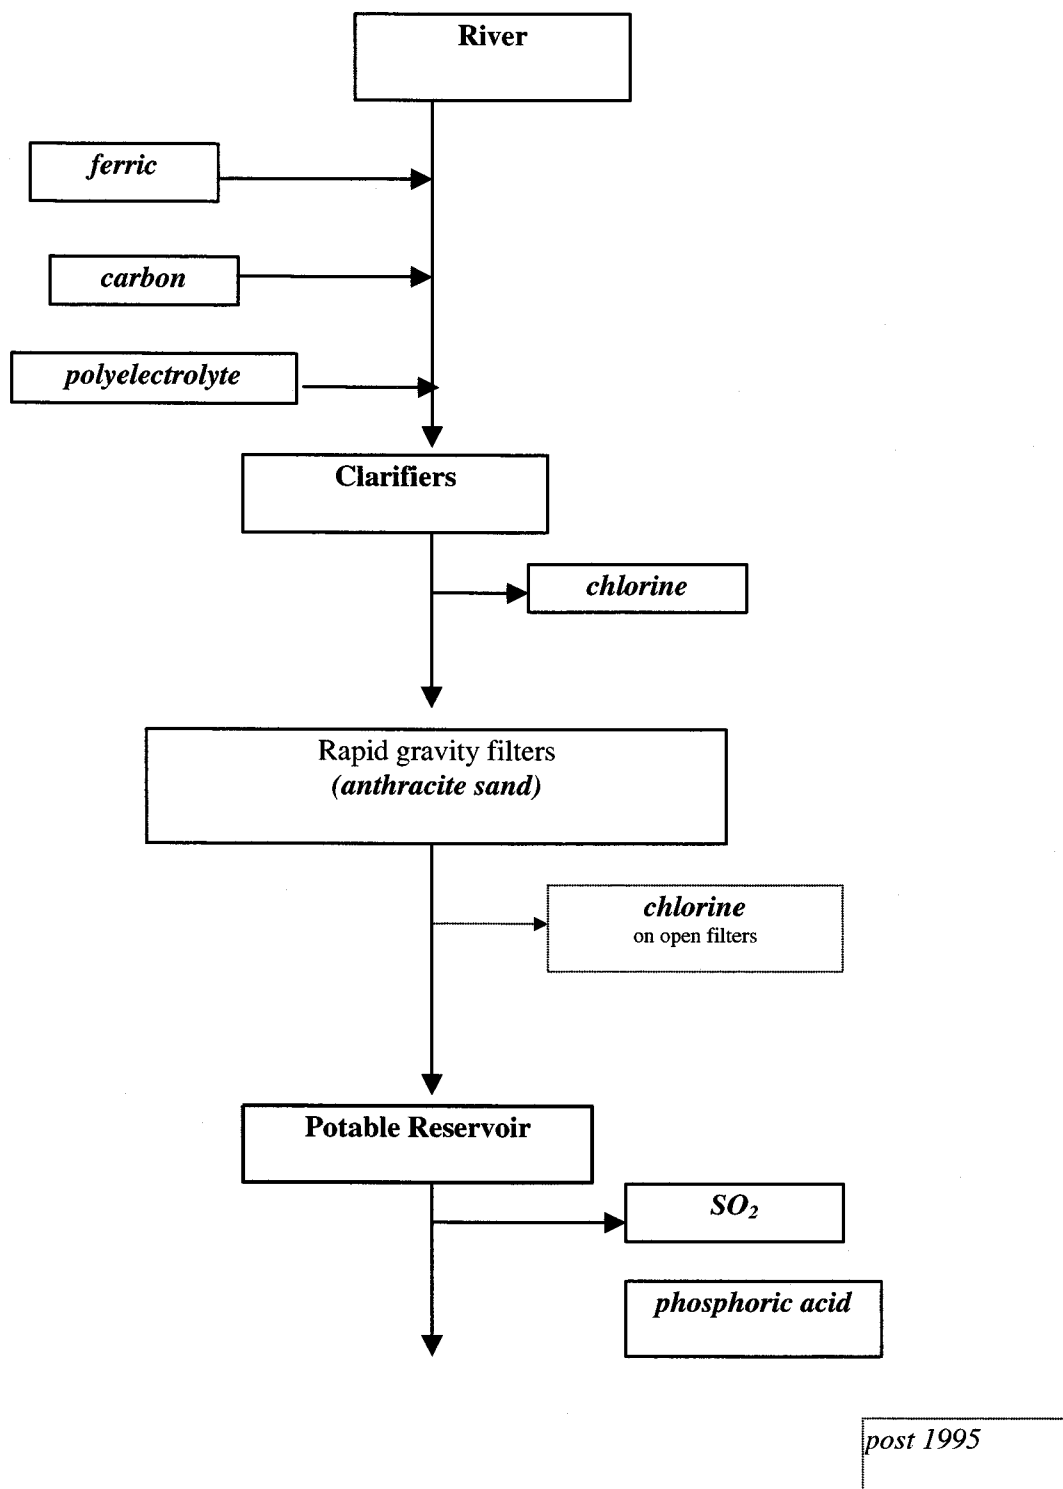 River
ferric
carbon
polyelectrolyte
Clarifiers
chlorine
Rapid gravity filters
(anthracite sand)
chlorine
on open filters
Potable Reservoir
SO₂
phosphoric acid
post 1995